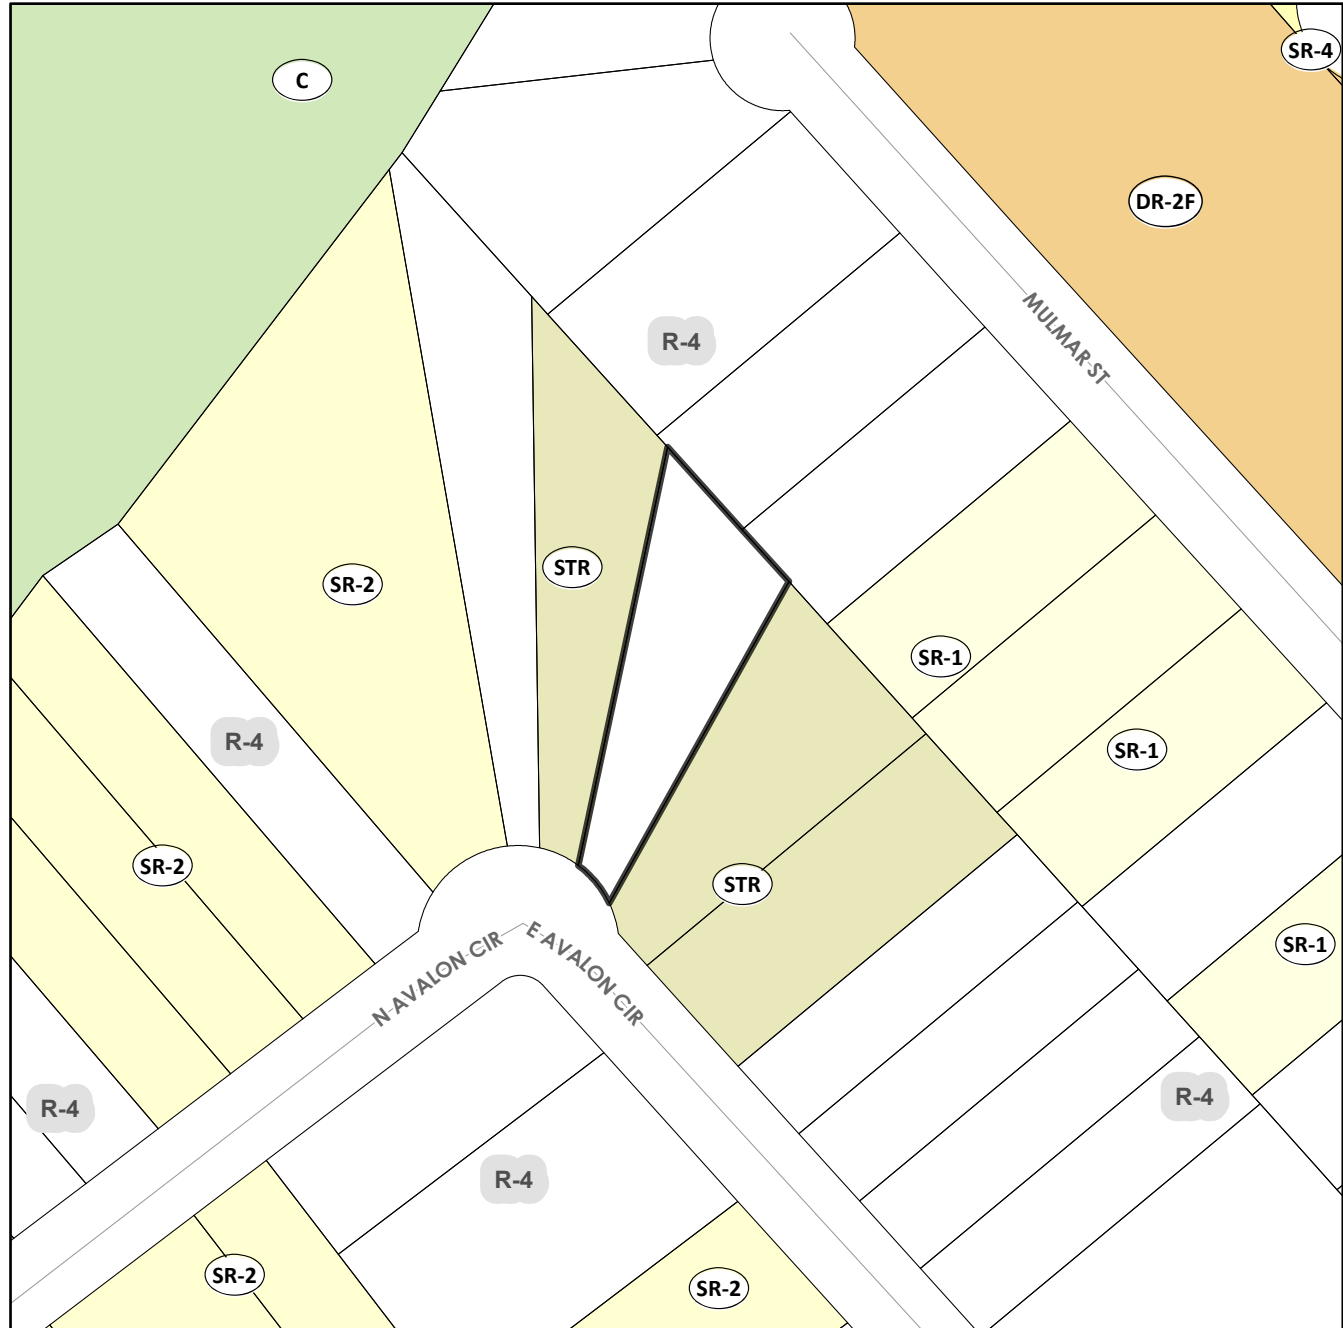 SR-4
C
DR-2F
MULMAR ST
R-4
STR
SR-2
SR-1
R-4
SR-1
SR-2
STR
SR-1
N AVALON CIR
E AVALON CIR
R-4
R-4
R-4
SR-2
SR-2